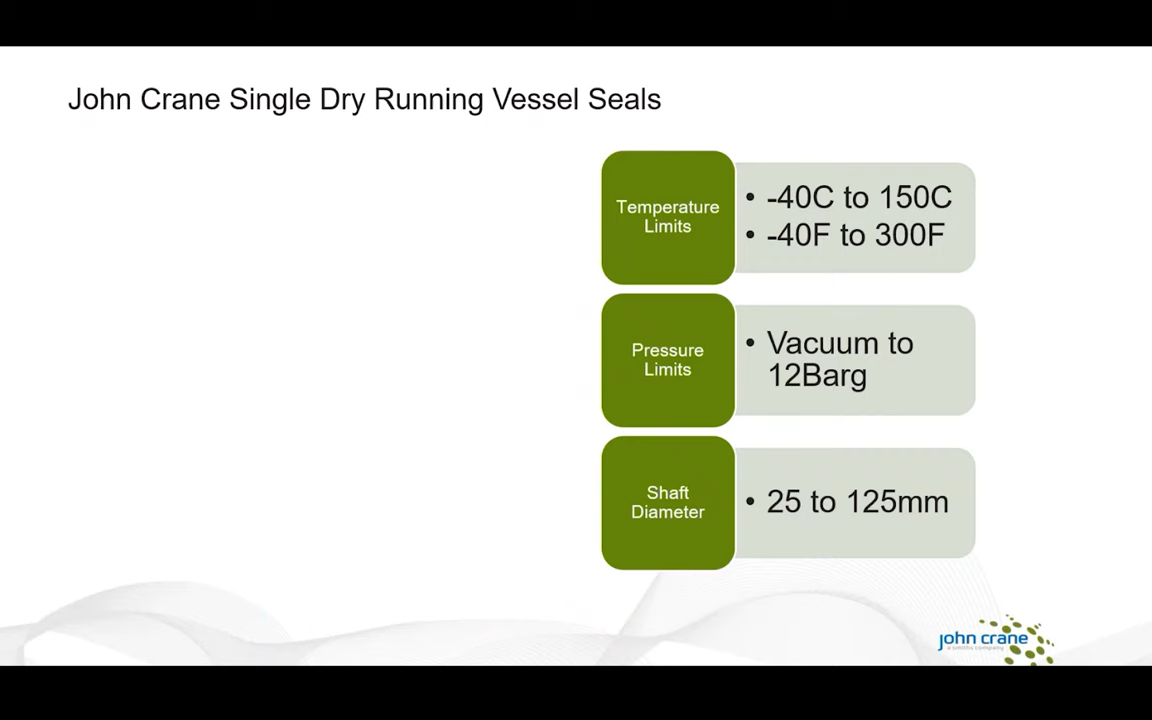 John Crane Single Dry Running Vessel Seals
Temperature
Limits
• -40C to 150C
• -40F to 300F
Pressure
Limits
• Vacuum to
12Barg
Shaft
Diameter
• 25 to 125mm
john crane
a smiths company